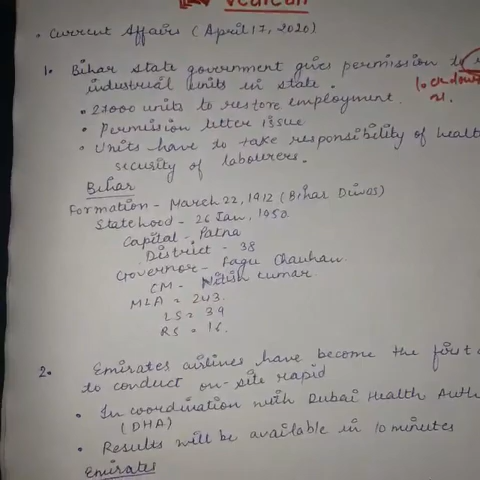 Vedican
• Current Affairs (April 17, 2020)
1. Bihar state government gives permission to
industrial units in state.
lockdown
21.
• 27000 units to restore employment.
• Permission letter issue
• Units have to take responsibility of health
security of labourers.
Bihar
Formation - March 22, 1912 (Bihar Diwas)
Statehood - 26 Jan, 1950
Capital - Patna
District - 38
Governor - Fagu Chauhan.
CM - Nitish Kumar.
MLA = 243.
LS = 39
RS = 16.
2. Emirates airlines have become the first
to conduct on-site rapid
• In coordination with Dubai Health Auth
(DHA)
• Results will be available in 10 minutes
Emirates